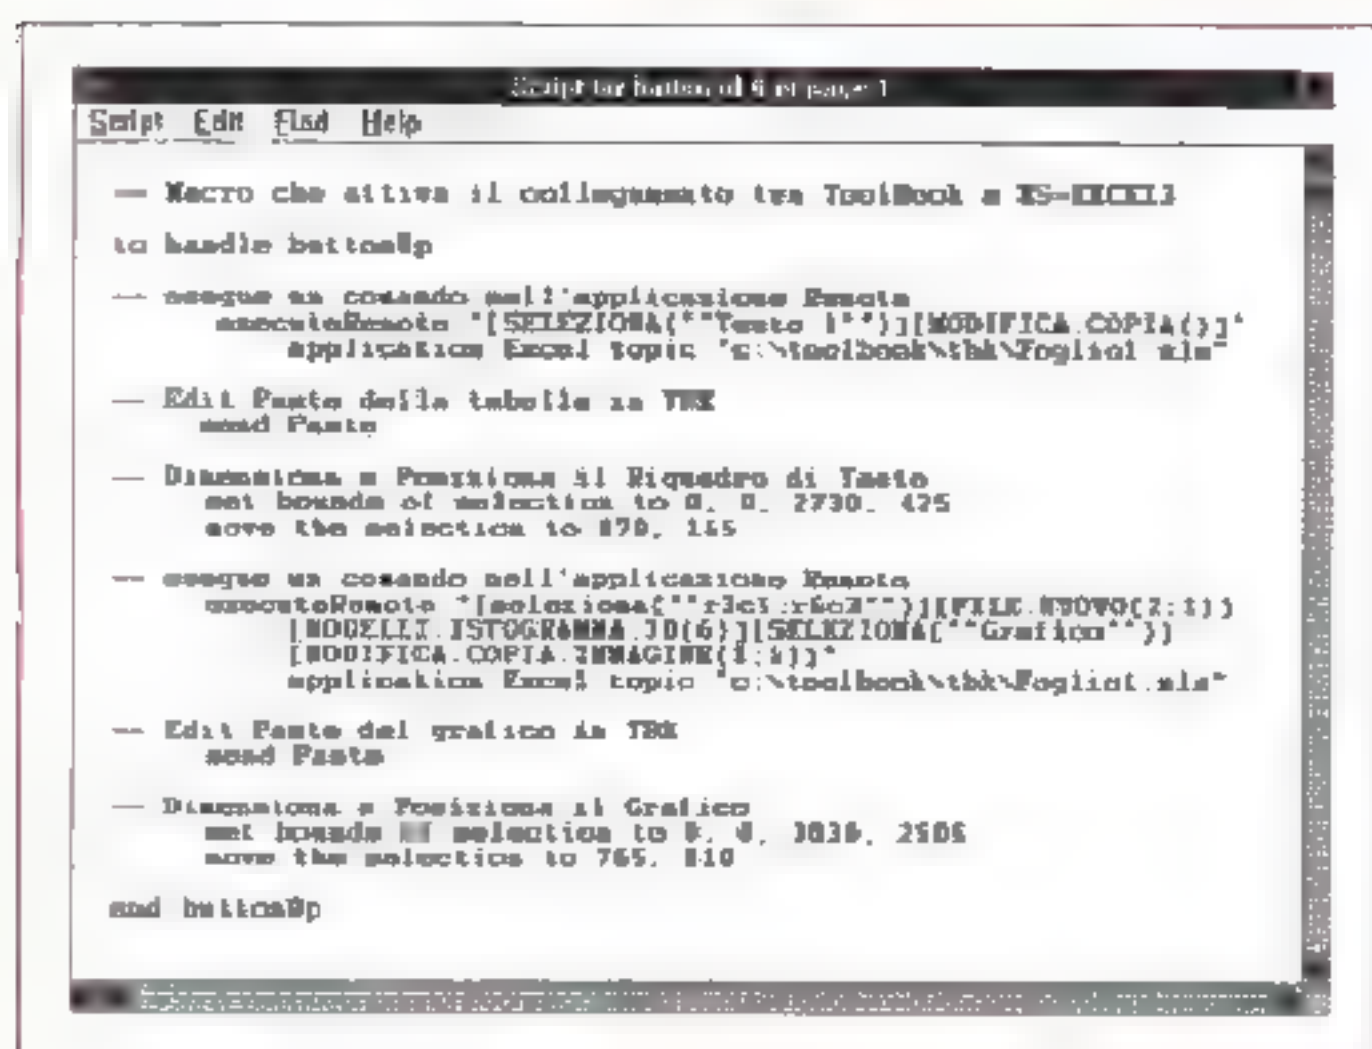 Script for button of first page 1
Script Edit Find Help
-- Macro che attiva il collegamento tra ToolBook e MS-EXCEL3
to handle buttonUp
-- esegue un comando nell'applicazione Remota
executeRemote "[SELEZIONA(""Testo 1"")][MODIFICA.COPIA()]"
application Excel topic "c:\toolbook\tbk\Foglio1.xls"
-- Edit Paste della tabella in TBK
send Paste
-- Dimensiona e Posiziona il Riquadro di Testo
set bounds of selection to 0, 0, 2730, 425
move the selection to 870, 165
-- esegue un comando nell'applicazione Remota
executeRemote "[seleziona(""
[FILE.NUOVO(2;1)]
[MODELLI.ISTOGRAMMA.3D(6)][SELEZIONA(""Grafico"")]
[MODIFICA.COPIA.IMMAGINE(1;1)]"
application Excel topic "c:\toolbook\tbk\Foglio1.xls"
-- Edit Paste del grafico in TBK
send Paste
-- Dimensiona e Posiziona il Grafico
set bounds of selection to 0, 0, 2505
move the selection to 765, 810
end buttonUp